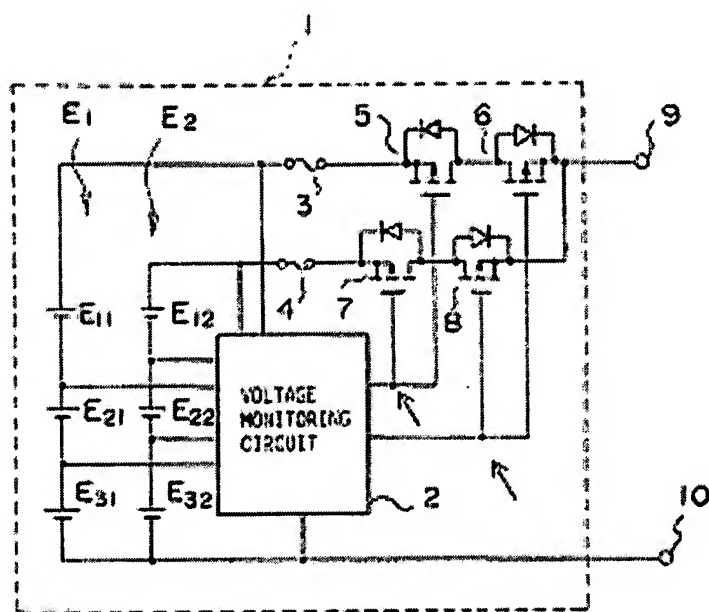 1
E1 E2 5 6 9
3
4 7 8
E11 E12
VOLTAGE
MONITORING
CIRCUIT
E21 E22
E31 E32 2 10